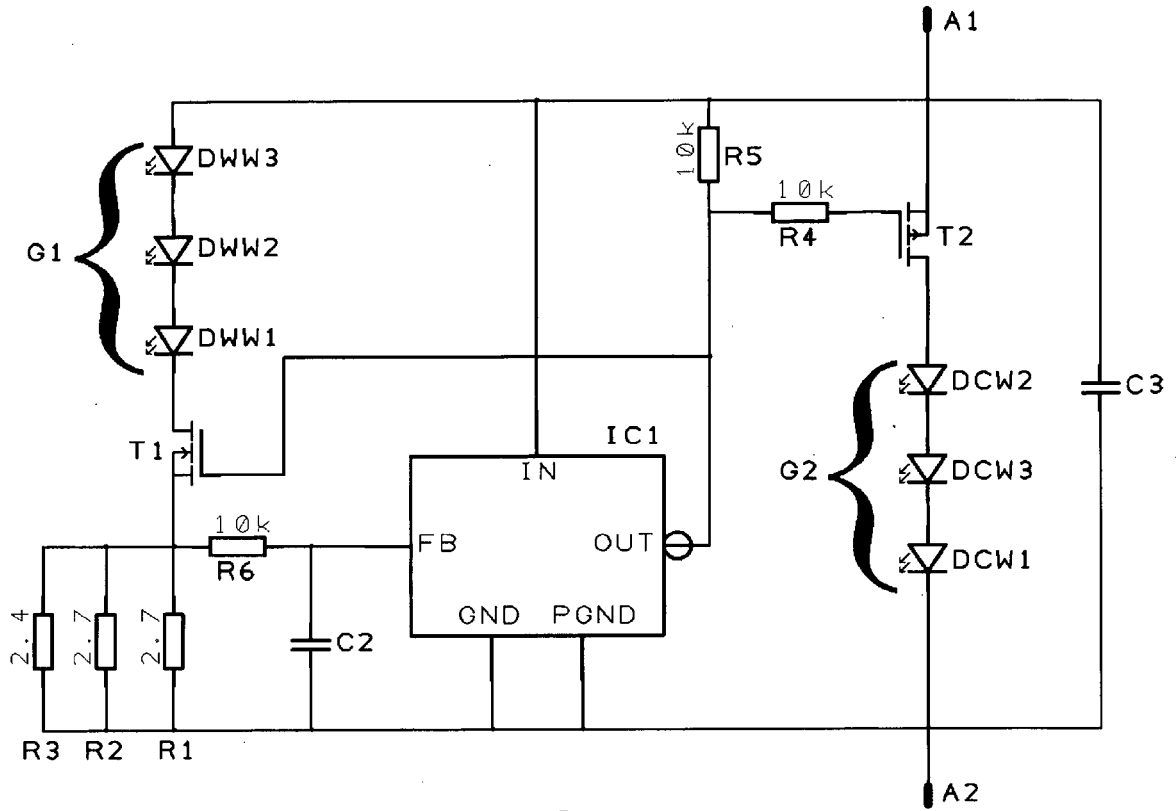 A1
DWW3
10k
R5
10k
R4
T2
G1
DWW2
DWW1
DCW2
C3
T1
IC1
IN
G2
DCW3
10k
R6
FB
OUT
DCW1
2.4
2.7
2.7
C2
GND
PGND
R3
R2
R1
A2